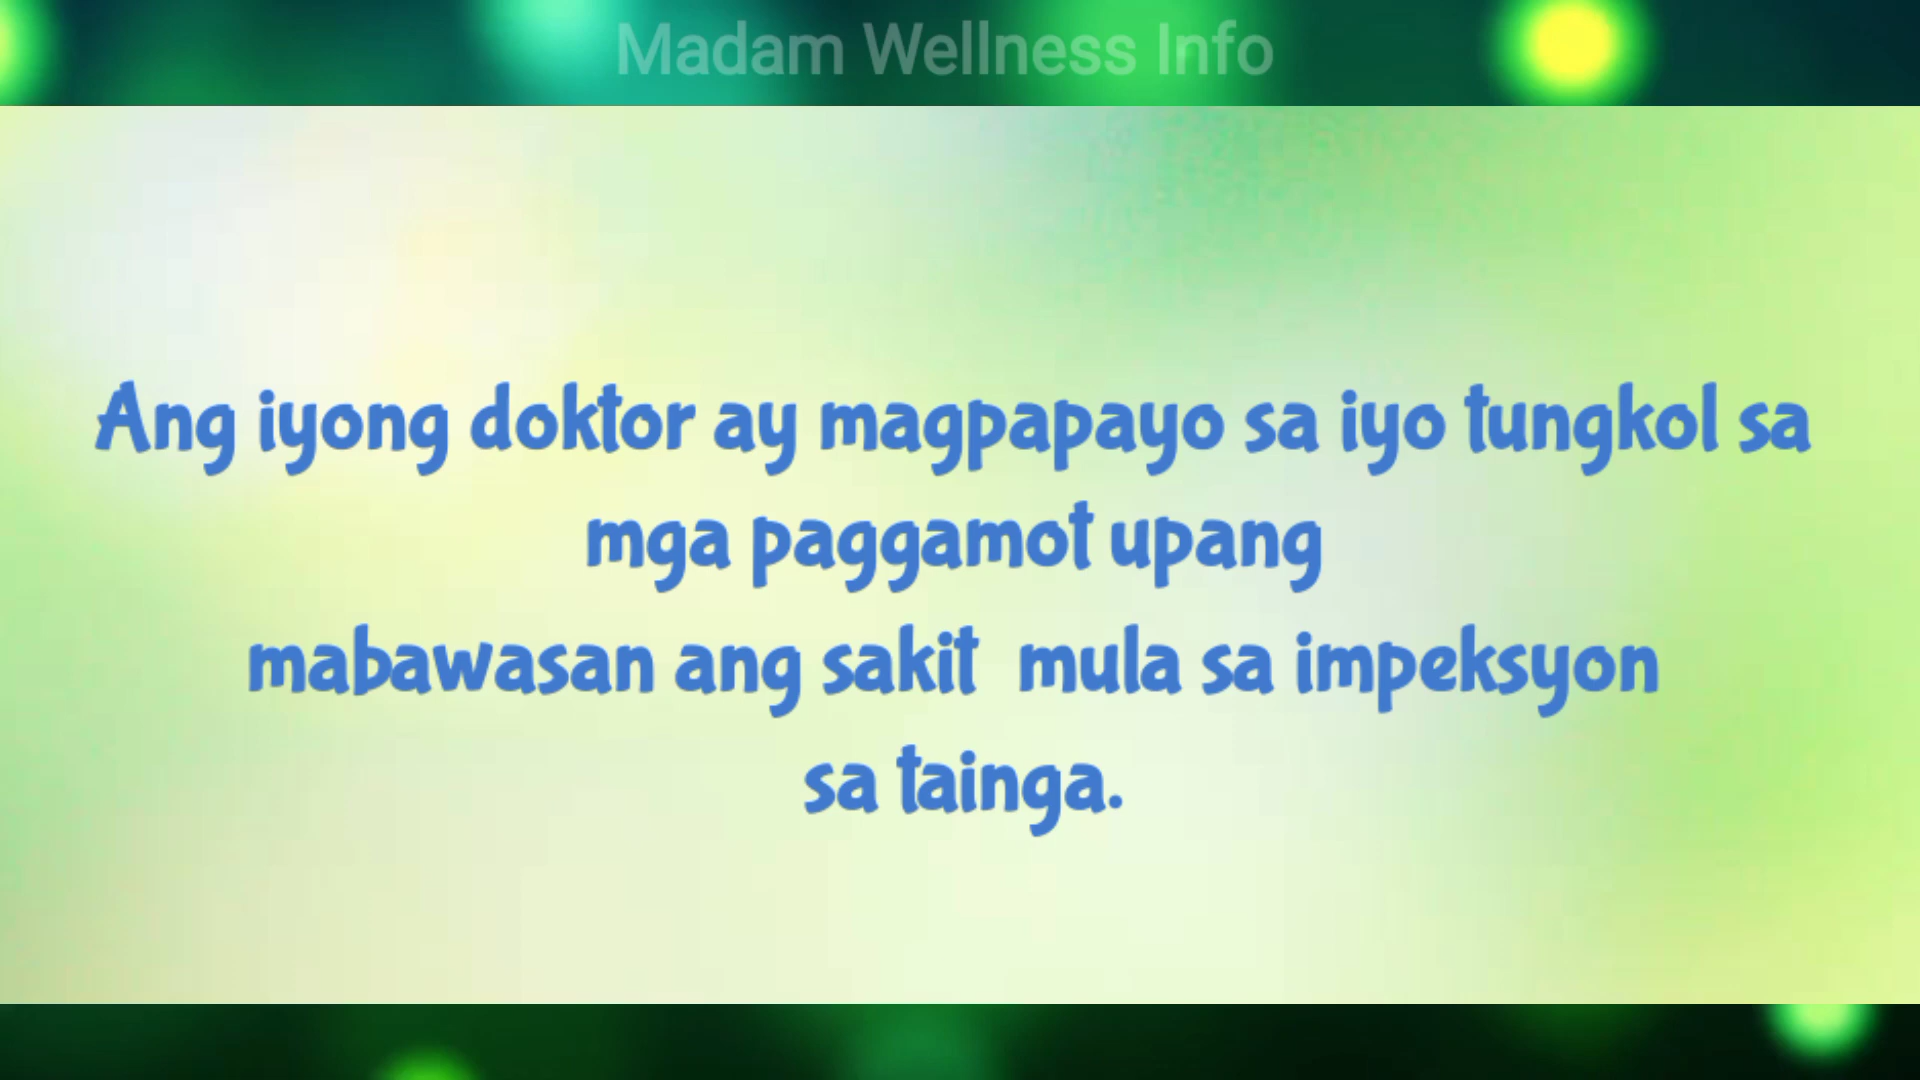 Madam Wellness Info
Ang iyong doktor ay magpapayo sa iyo tungkol sa
mga paggamot upang
mabawasan ang sakit mula sa impeksyon
sa tainga.